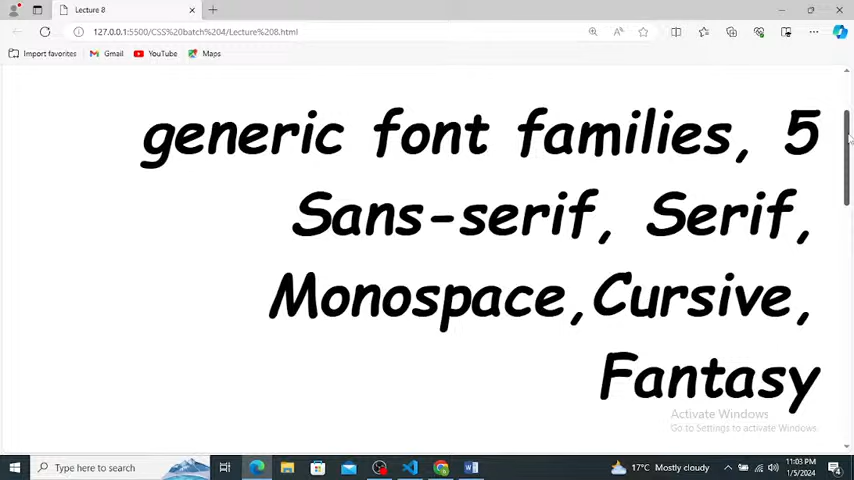 Lecture 8
127.0.0.1:5500/CSS%20batch%204/Lecture%208.html
Import favorites
Gmail
YouTube
Maps
generic font families, 5
Sans-serif, Serif,
Monospace,Cursive,
Fantasy
Activate Windows
Go to Settings to activate Windows.
Type here to search
17°C Mostly cloudy
11:03 PM
1/5/2024